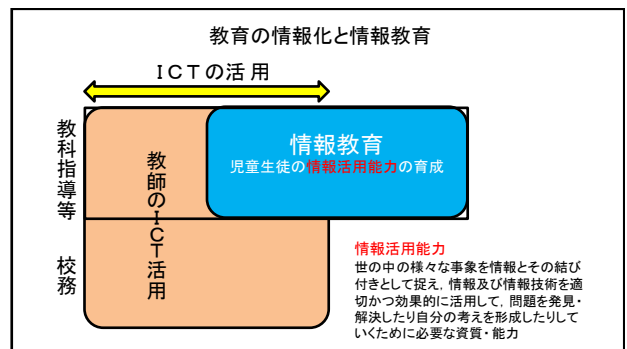 教育の情報化と情報教育
ICTの活用
教科指導等
校務
教師のICT活用
情報教育
児童生徒の情報活用能力の育成
情報活用能力
世の中の様々な事象を情報とその結び
付きとして捉え，情報及び情報技術を適
切かつ効果的に活用して，問題を発見・
解決したり自分の考えを形成したりして
いくために必要な資質・能力